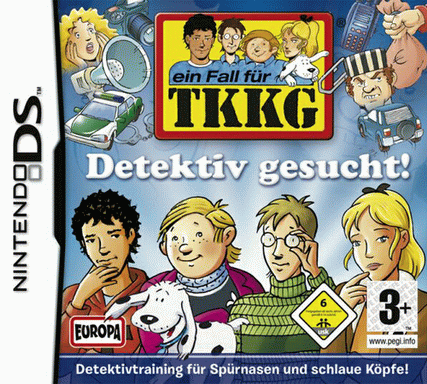 NINTENDO DS™
ein Fall für
TKKG®
Detektiv gesucht!
EUROPA
6
3+
www.pegi.info
Detektivtraining für Spürnasen und schlaue Köpfe!